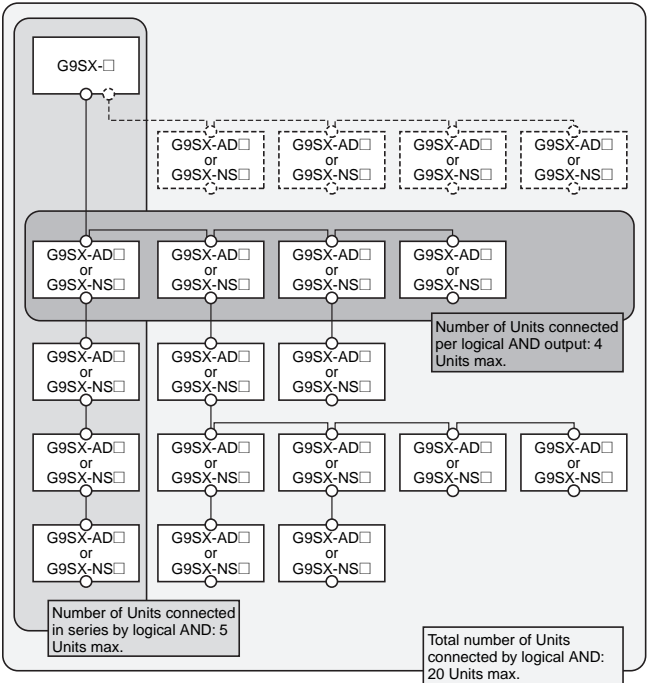 G9SX-□
G9SX-AD□
or
G9SX-NS□
G9SX-AD□
or
G9SX-NS□
G9SX-AD□
or
G9SX-NS□
G9SX-AD□
or
G9SX-NS□
G9SX-AD□
or
G9SX-NS□
G9SX-AD□
or
G9SX-NS□
G9SX-AD□
or
G9SX-NS□
G9SX-AD□
or
G9SX-NS□
Number of Units connected
per logical AND output: 4
Units max.
G9SX-AD□
or
G9SX-NS□
G9SX-AD□
or
G9SX-NS□
G9SX-AD□
or
G9SX-NS□
G9SX-AD□
or
G9SX-NS□
G9SX-AD□
or
G9SX-NS□
G9SX-AD□
or
G9SX-NS□
G9SX-AD□
or
G9SX-NS□
G9SX-AD□
or
G9SX-NS□
G9SX-AD□
or
G9SX-NS□
G9SX-AD□
or
G9SX-NS□
G9SX-AD□
or
G9SX-NS□
Number of Units connected
in series by logical AND: 5
Units max.
Total number of Units
connected by logical AND:
20 Units max.